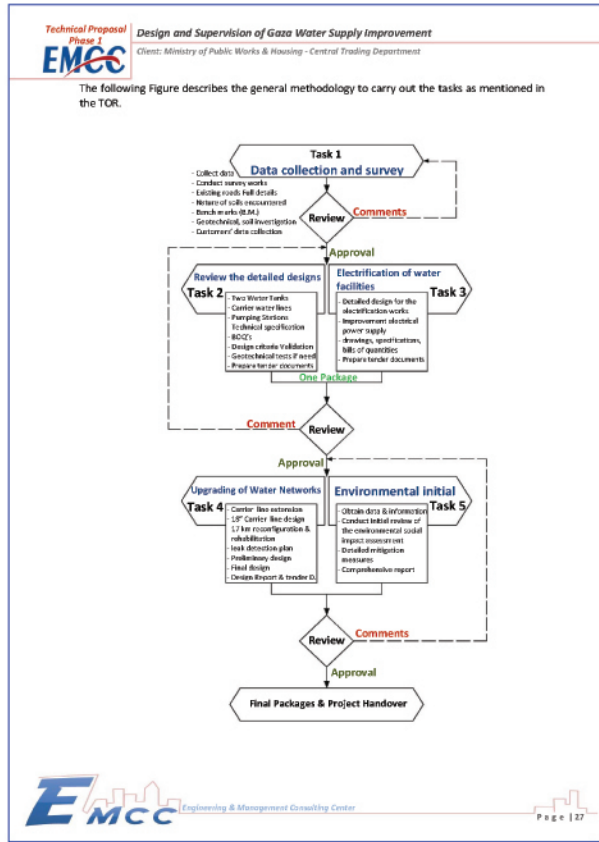 Technical Proposal
Phase 1
EMCC
Design and Supervision of Gaza Water Supply Improvement
Client: Ministry of Public Works & Housing - Central Trading Department
The following Figure describes the general methodology to carry out the tasks as mentioned in
the TOR.
Task 1
Data collection and survey
- Collect data
- Conduct survey works
- Existing roads Full details
- Nature of soils encountered
- Bench marks (B.M.)
- Geotechnical, soil investigation
- Customers' data collection
Review
Comments
Approval
Review the detailed designs
Task 2
- Two Water Tanks
- Carrier water lines
- Pumping Stations
Technical specification
- BOQ's
- Design criteria Validation
- Geotechnical tests if need
- Prepare tender documents
Electrification of water
facilities
Task 3
- Detailed design for the
electrification works
- Improvement electrical
power supply
- drawings, specifications,
bills of quantities
- Prepare tender documents
One Package
Comment
Review
Approval
Upgrading of Water Networks
Task 4
- Carrier line extension
- 18" Carrier line design
17 km reconfiguration &
rehabilitation
- leak detection plan
- Preliminary design
- Final design
- Design Report & tender D.
Environmental initial
Task 5
- Obtain data & information
- Conduct initial review of
the environmental social
impact assessment
- Detailed mitigation
measures
- Comprehensive report
Review
Comments
Approval
Final Packages & Project Handover
EMCC
Engineering & Management Consulting Center
Page | 27